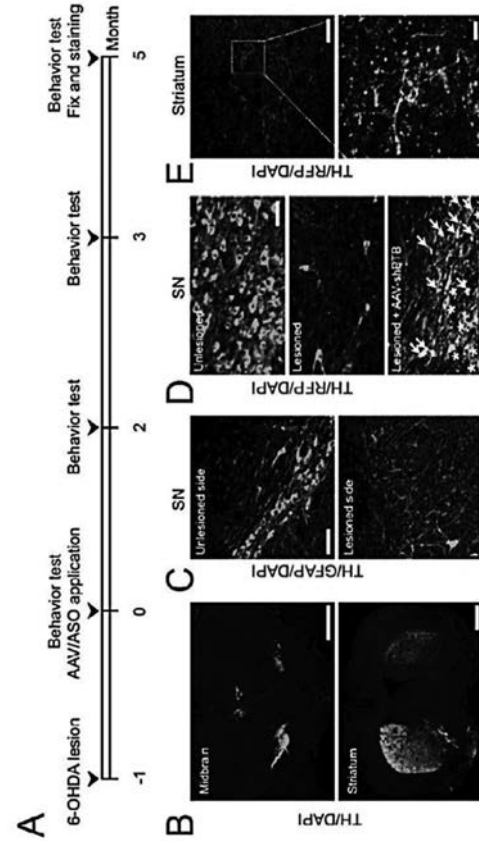 A
6-OHDA lesion
Behavior test
AAV/ASO application
Behavior test
Behavior test
Behavior test
Fix and staining
-1
0
2
3
5
Month
B
TH/DAPI
Midbrain
Striatum
C
SN
TH/GFAP/DAPI
Unlesioned side
Lesioned side
D
SN
TH/RFP/DAPI
Unlesioned
Lesioned
Lesioned + AAV-shPTB
E
Striatum
TH/RFP/DAPI